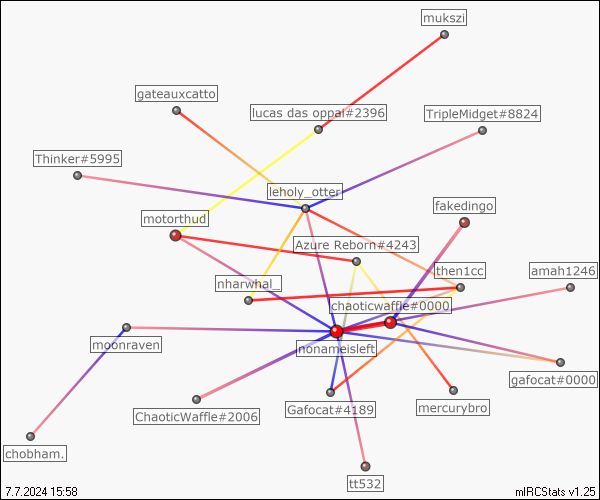 mukszi
gateauxcatto
lucas das oppai#2396
TripleMidget#8824
Thinker#5995
leholy_otter
fakedingo
motorthud
Azure Reborn#4243
then1cc
amah1246
nharwhal_
chaoticwaffle#0000
moonraven
nonameisleft
gafocat#0000
ChaoticWaffle#2006
Gafocat#4189
mercurybro
chobham.
tt532
7.7.2024 15:58
mIRCStats v1.25